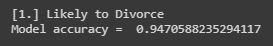 [1.] Likely to Divorce
Model accuracy =  0.9470588235294117